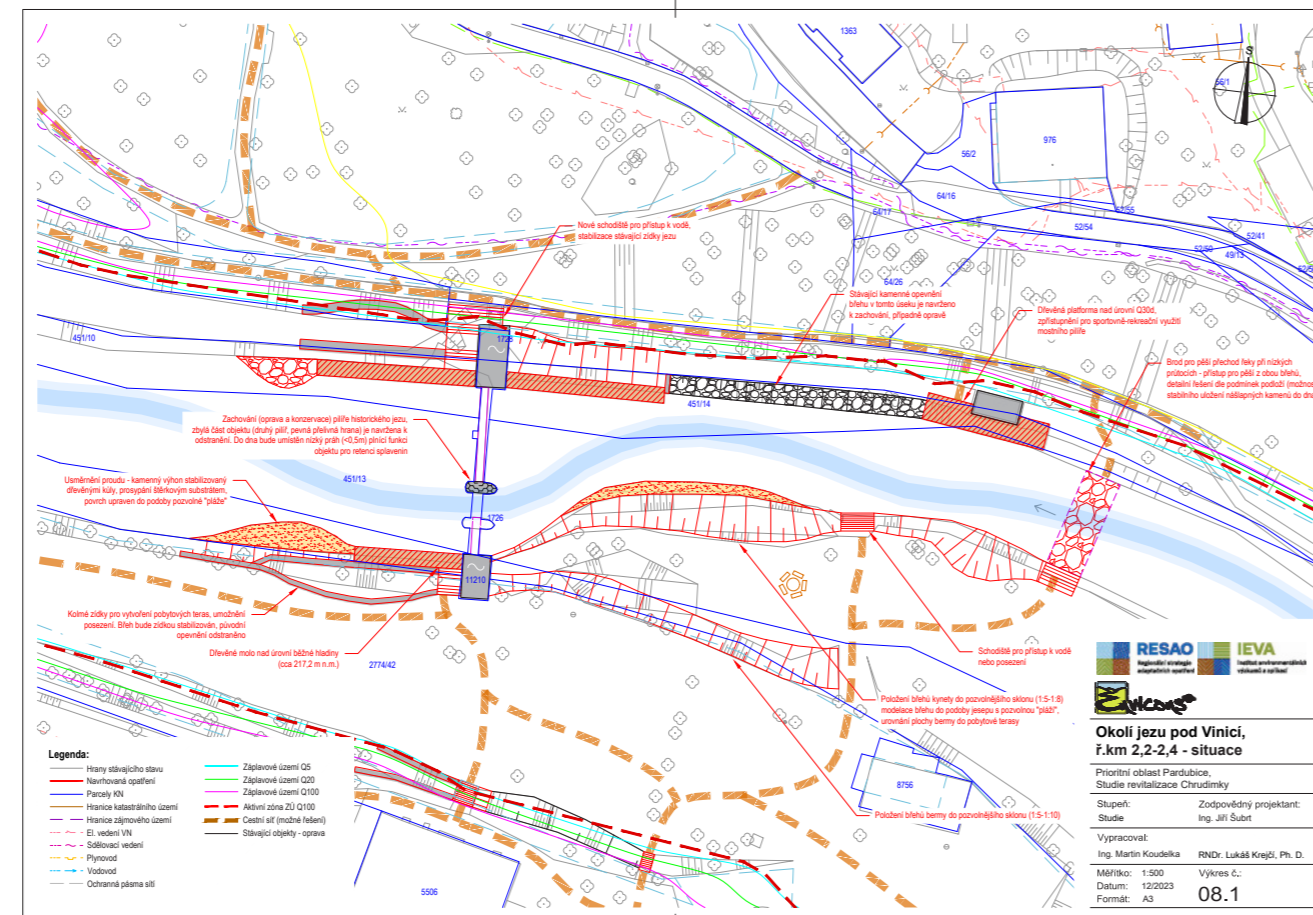 1363
56/1
S
976
56/2
64/16
64/17
52/55
52/54
52/50
52/41
49/13
64/26
Nové schodiště pro přístup k vodě,
stabilizace stávající zídky jezu
Stávající kamenné opevnění
břehu v tomto úseku je navrženo
k zachování, případně opravě
Dřevěná platforma nad úrovní Q30d,
zpřístupnění pro sportovně-rekreační využití
mostního pilíře
Brod pro pěší přechod řeky při nízkých
průtocích - přístup pro pěší z obou břehů,
detailní řešení dle podmínek podloží (možnos
stabilního uložení nášlapných kamenů do dna
451/10
1728
451/14
Zachování (oprava a konzervace) pilíře historického jezu,
zbylá část objektu (druhý pilíř, pevná přelivná hrana) je navržena k
odstranění. Do dna bude umístěn nízký práh (<0,5m) plnící funkci
objektu pro retenci splavenin
Usměrnění proudu - kamenný výhon stabilizovaný
dřevěnými kůly, prosypání štěrkovým substrátem,
povrch upraven do podoby pozvolné "pláže"
451/13
1726
11210
Kolmé zídky pro vytvoření pobytových teras, umožnění
posezení. Břeh bude zídkou stabilizován, původní
opevnění odstraněno
Dřevěné molo nad úrovní běžné hladiny
(cca 217,2 m n.m.)
2774/42
Schodiště pro přístup k vodě
nebo posezení
Položení břehů kynety do pozvolnějšího sklonu (1:5-1:8)
modelace břehu do podoby jesepu s pozvolnou "pláží",
urovnání plochy bermy do pobytové terasy
8756
Položení břehů bermy do pozvolnějšího sklonu (1:5-1:10)
5506
Legenda:
Hrany stávajícího stavu
Navrhovaná opatření
Parcely KN
Hranice katastrálního území
Hranice zájmového území
El. vedení VN
Sdělovací vedení
Plynovod
Vodovod
Ochranná pásma sítí
Záplavové území Q5
Záplavové území Q20
Záplavové území Q100
Aktivní zóna ZÚ Q100
Cestní síť (možné řešení)
Stávající objekty - oprava
RESAO
Regionální strategie
adaptačních opatření
IEVA
Institut environmentálních
výzkumů a aplikací
Envicons
Okolí jezu pod Vinicí,
ř.km 2,2-2,4 - situace
Prioritní oblast Pardubice,
Studie revitalizace Chrudimky
Stupeň: Zodpovědný projektant:
Studie Ing. Jiří Šubrt
Vypracoval:
Ing. Martin Koudelka RNDr. Lukáš Krejčí, Ph. D.
Měřítko: 1:500 Výkres č.:
Datum: 12/2023
Formát: A3 08.1